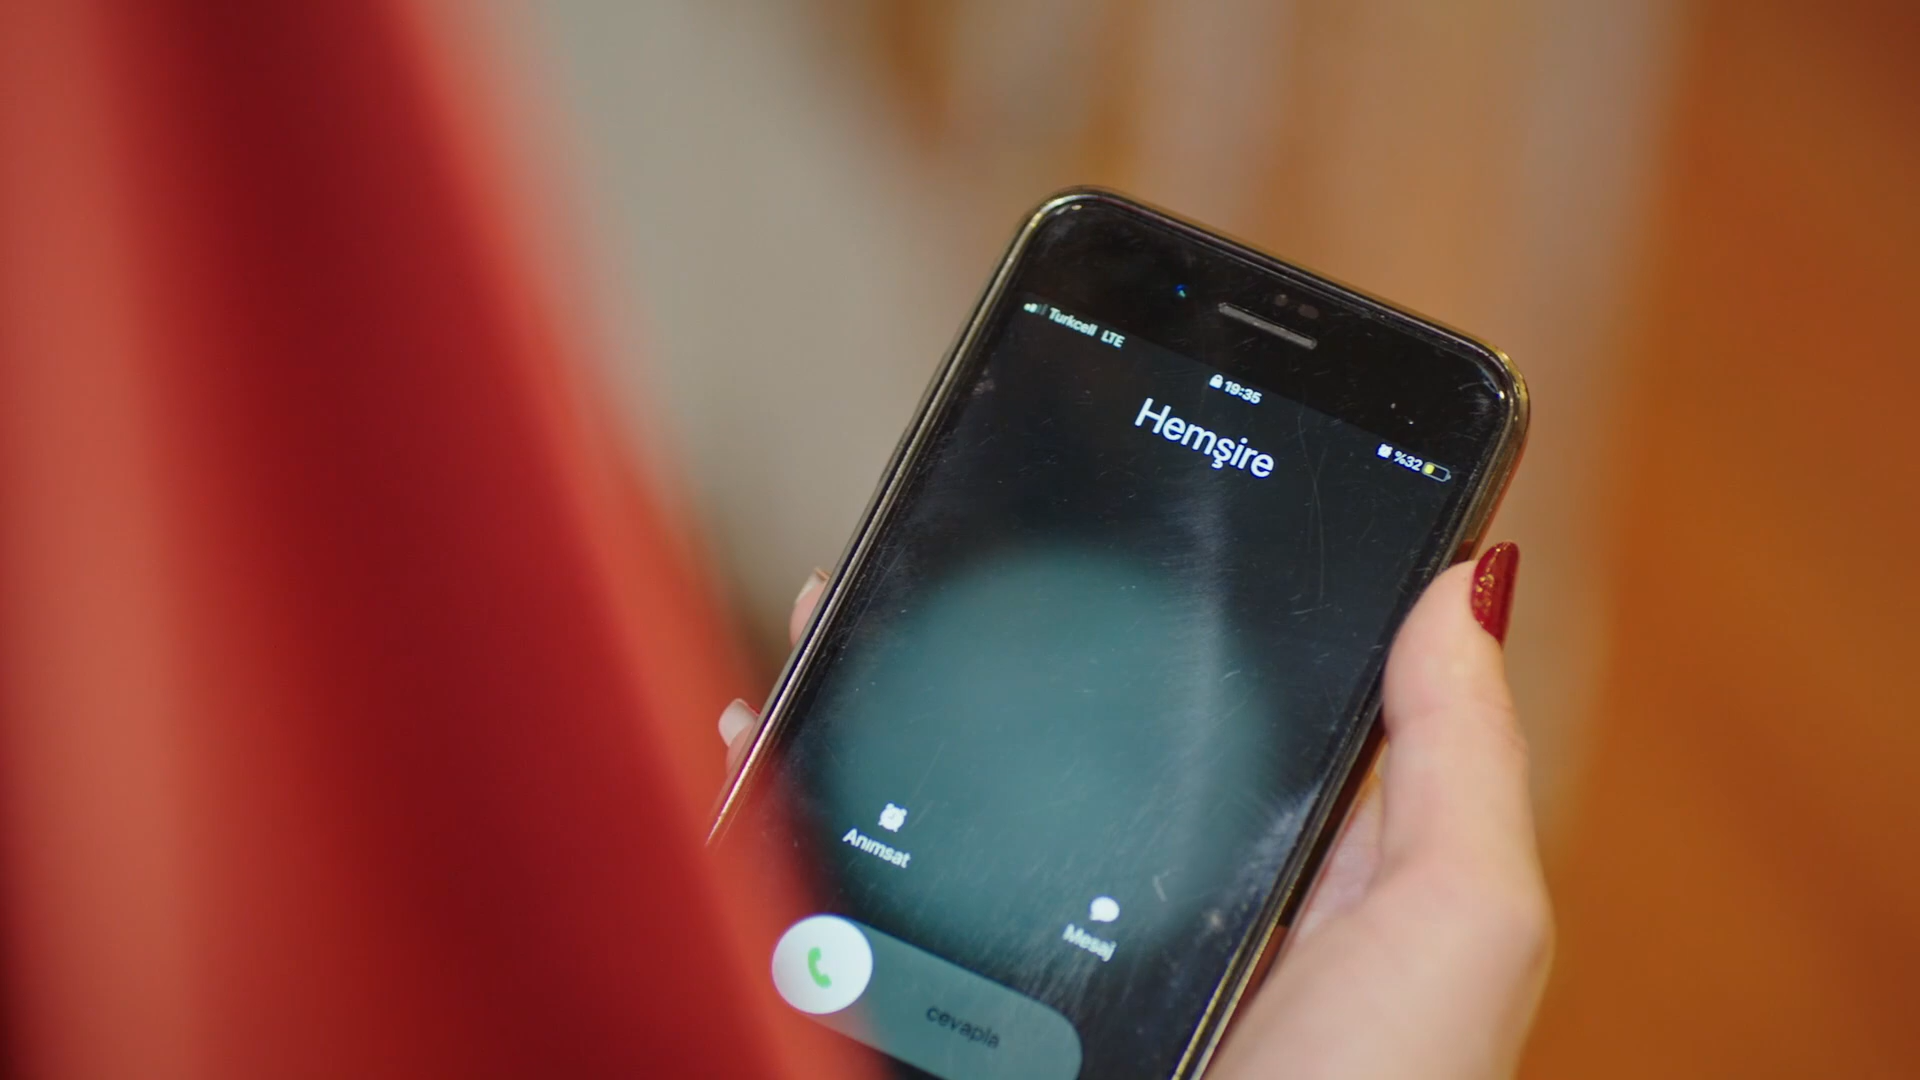 Turkcell LTE
19:35
%32
Hemşire
Anımsat
Mesaj
cevapla